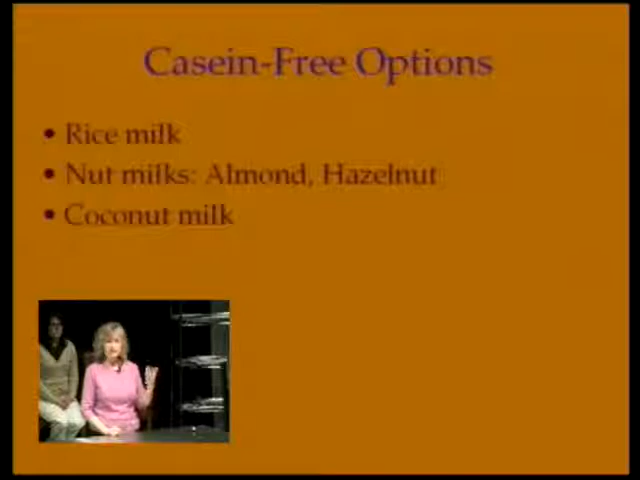 Casein-Free Options
• Rice milk
• Nut milks: Almond, Hazelnut
• Coconut milk